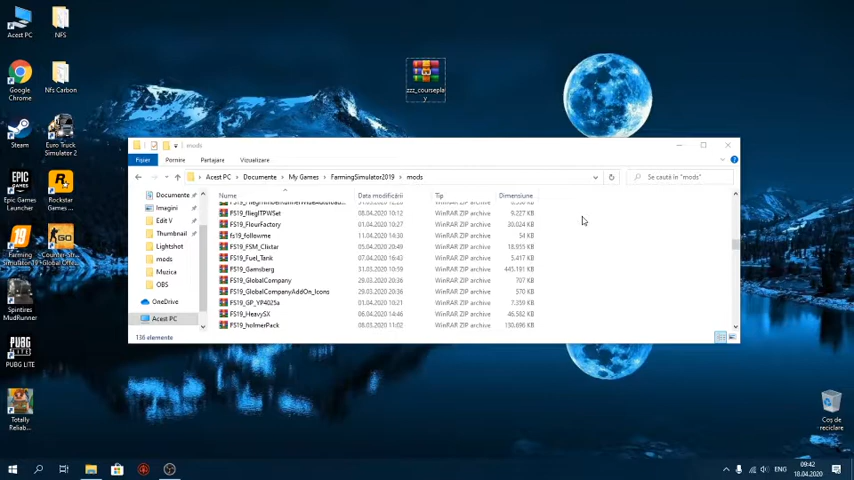 Acest PC
NFS
zzz_coursepla
y
Google
Chrome
Nfs Carbon
Steam
Euro Truck
Simulator 2
Epic Games
Launcher
Rockstar
Games ...
Farming
Simulator19
Counter-Str...
Global Offe...
Spintires
MudRunner
PUBG LITE
Totally
Reliab...
Coș de
reciclare
mods
Fișier
Pornire
Partajare
Vizualizare
Acest PC
Documente
My Games
FarmingSimulator2019
mods
Se caută în "mods"
Documente
Imagini
Edit V
Thumbnail
Lightshot
mods
Muzica
OBS
OneDrive
Acest PC
Nume
Data modificării
Tip
Dimensiune
FS19_flieglTPWSet 08.04.2020 10:12 WinRAR ZIP archive 9.227 KB
FS19_FlourFactory 01.04.2020 10:27 WinRAR ZIP archive 30.024 KB
fs19_followme 11.04.2020 14:30 WinRAR ZIP archive 54 KB
FS19_FSM_Clixtar 05.04.2020 20:49 WinRAR ZIP archive 18.955 KB
FS19_Fuel_Tank 07.04.2020 16:43 WinRAR ZIP archive 5.417 KB
FS19_Gamsberg 31.03.2020 10:59 WinRAR ZIP archive 445.191 KB
FS19_GlobalCompany 29.03.2020 20:36 WinRAR ZIP archive 707 KB
FS19_GlobalCompanyAddOn_Icons 29.03.2020 20:36 WinRAR ZIP archive 570 KB
FS19_GP_YP4025a 01.04.2020 10:21 WinRAR ZIP archive 7.359 KB
FS19_HeavySX 06.04.2020 14:46 WinRAR ZIP archive 46.582 KB
FS19_holmerPack 08.03.2020 11:02 WinRAR ZIP archive 130.696 KB
136 elemente
ENG
09:42
18.04.2020